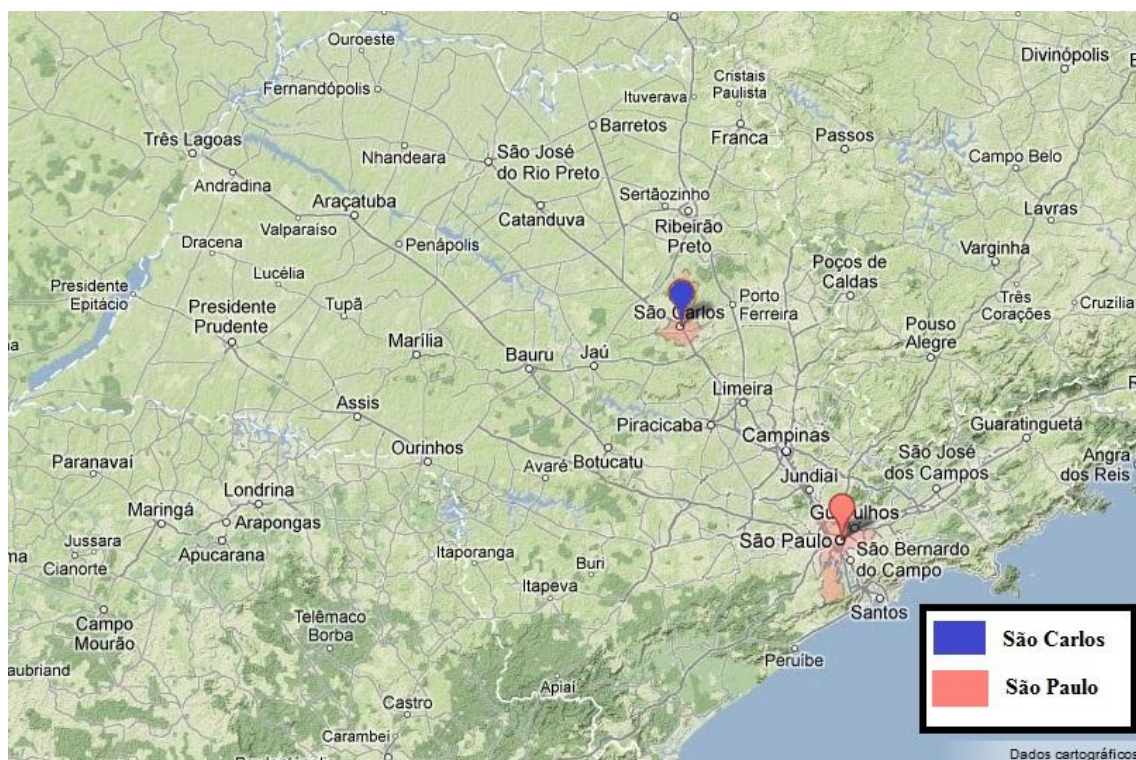 Ouroeste
Divinópolis
Cristais
Paulista
Fernandópolis
Ituverava
Barretos
Franca
Passos
Três Lagoas
Nhandeara
São José
do Rio Preto
Campo Belo
Andradina
Sertãozinho
Araçatuba
Catanduva
Ribeirão
Preto
Lavras
Valparaíso
Dracena
Penápolis
Varginha
Poços de
Caldas
Lucélia
Presidente
Epitácio
Três
Corações
Cruzilia
Presidente
Prudente
Tupã
São Carlos
Porto
Ferreira
Pouso
Alegre
Marília
Bauru
Jaú
Limeira
Assis
Piracicaba
Guaratinguetá
Campinas
Ourinhos
Botucatu
São José
dos Campos
Angra
dos Reis
Paranavaí
Avaré
Jundiaí
Londrina
Maringá
Arapongas
São Paulo
Jussara
Cianorte
Apucarana
Itaporanga
Buri
São Bernardo
do Campo
Itapeva
Santos
Campo
Mourão
Telêmaco
Borba
São Carlos
Peruíbe
São Paulo
Apiaí
Castro
Carambeí
Dados cartográficos